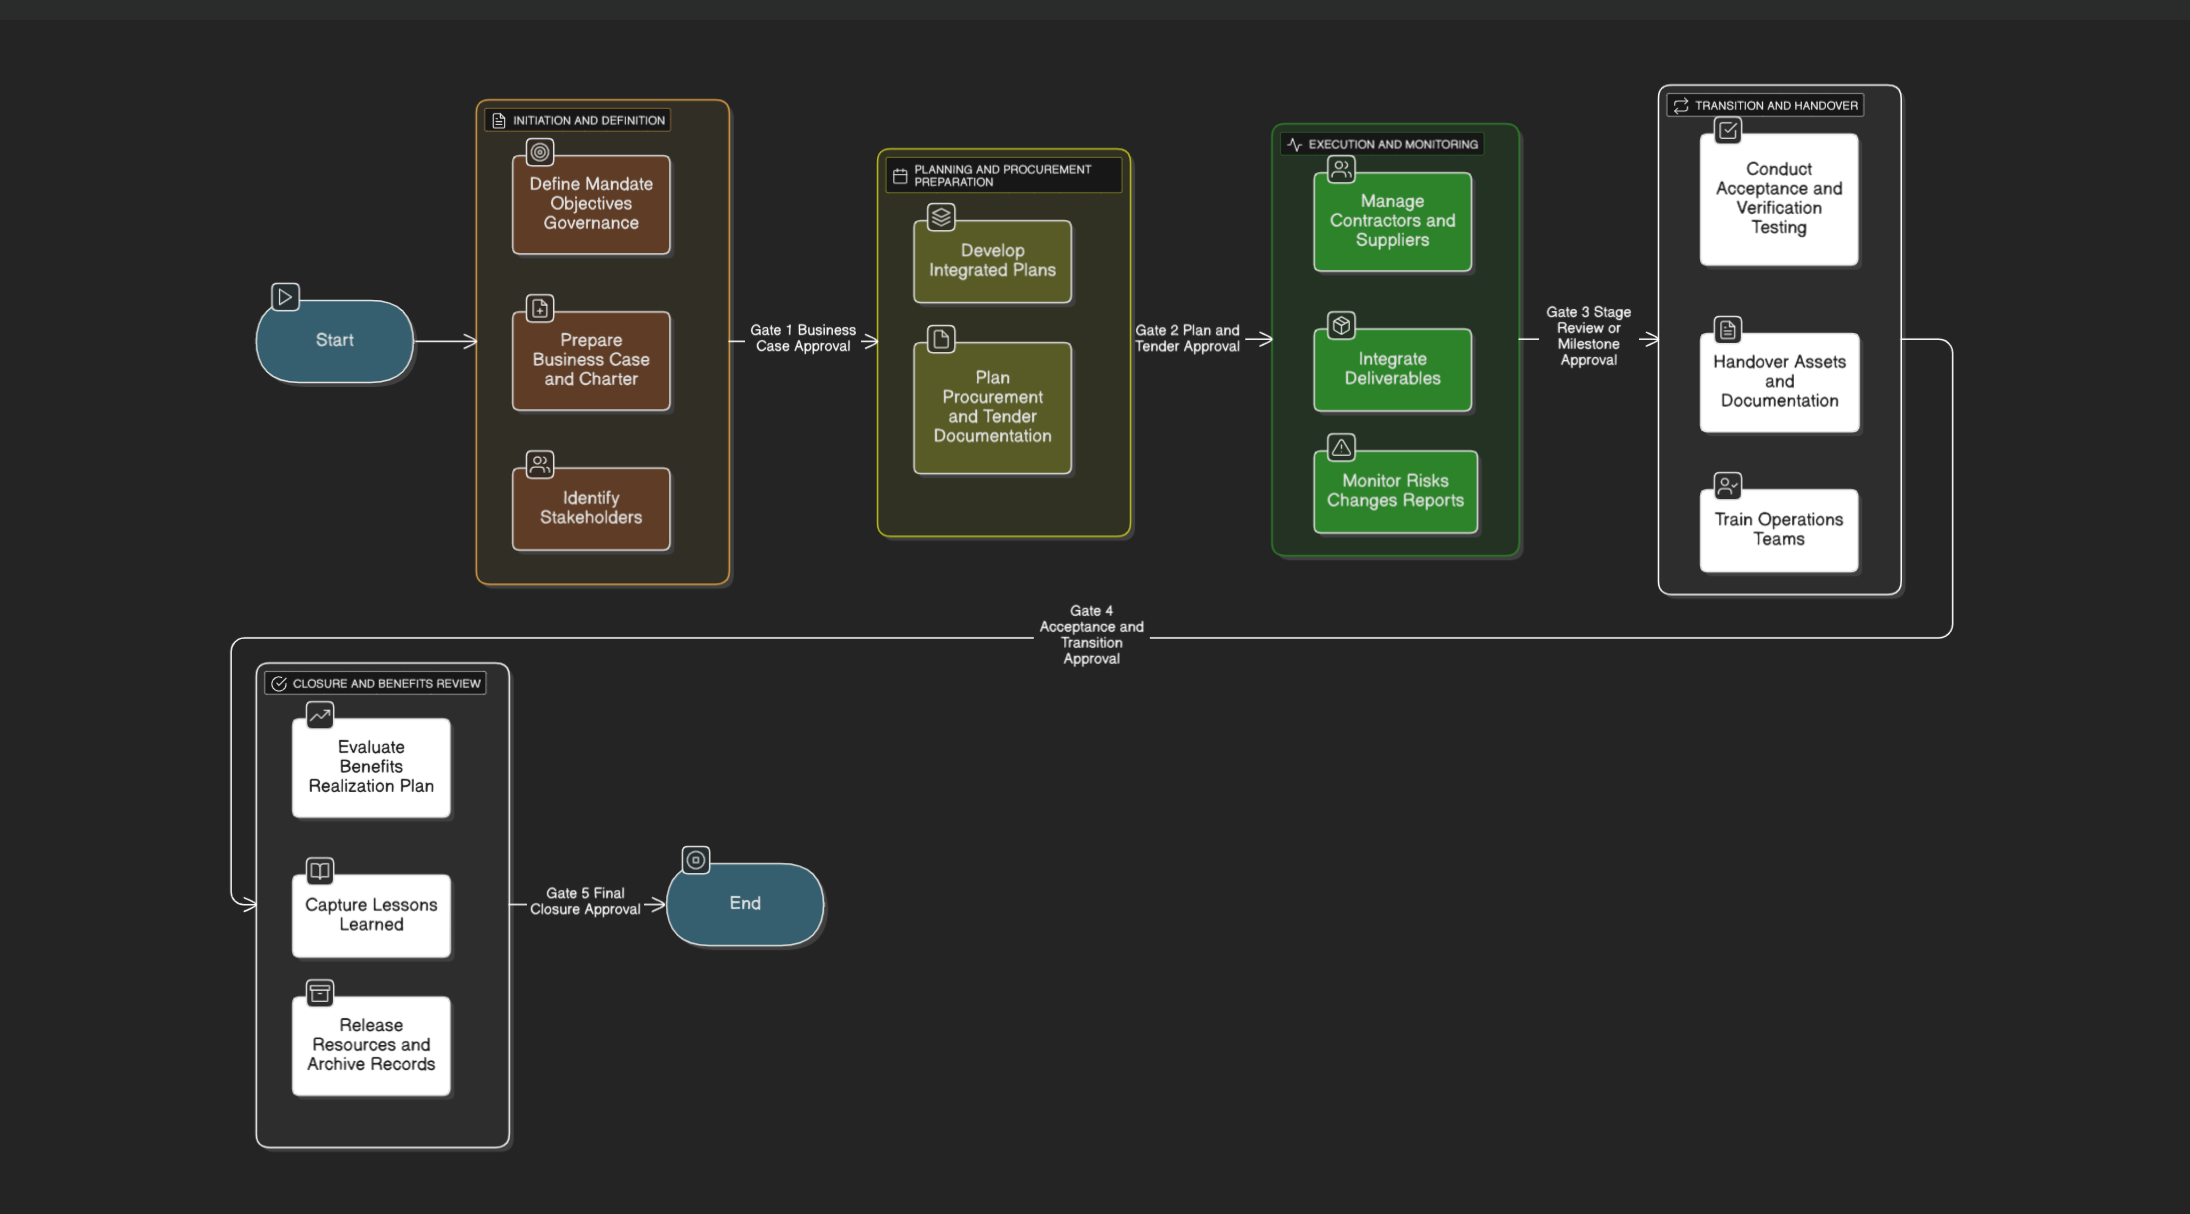 Start
INITIATION AND DEFINITION
Define Mandate
Objectives
Governance
Prepare
Business Case
and Charter
Identify
Stakeholders
Gate 1 Business
Case Approval
PLANNING AND PROCUREMENT
PREPARATION
Develop
Integrated Plans
Plan
Procurement
and Tender
Documentation
Gate 2 Plan and
Tender Approval
EXECUTION AND MONITORING
Manage
Contractors and
Suppliers
Integrate
Deliverables
Monitor Risks
Changes Reports
Gate 3 Stage
Review or
Milestone
Approval
TRANSITION AND HANDOVER
Conduct
Acceptance and
Verification
Testing
Handover Assets
and
Documentation
Train Operations
Teams
Gate 4
Acceptance and
Transition
Approval
CLOSURE AND BENEFITS REVIEW
Evaluate
Benefits
Realization Plan
Capture Lessons
Learned
Release
Resources and
Archive Records
Gate 5 Final
Closure Approval
End